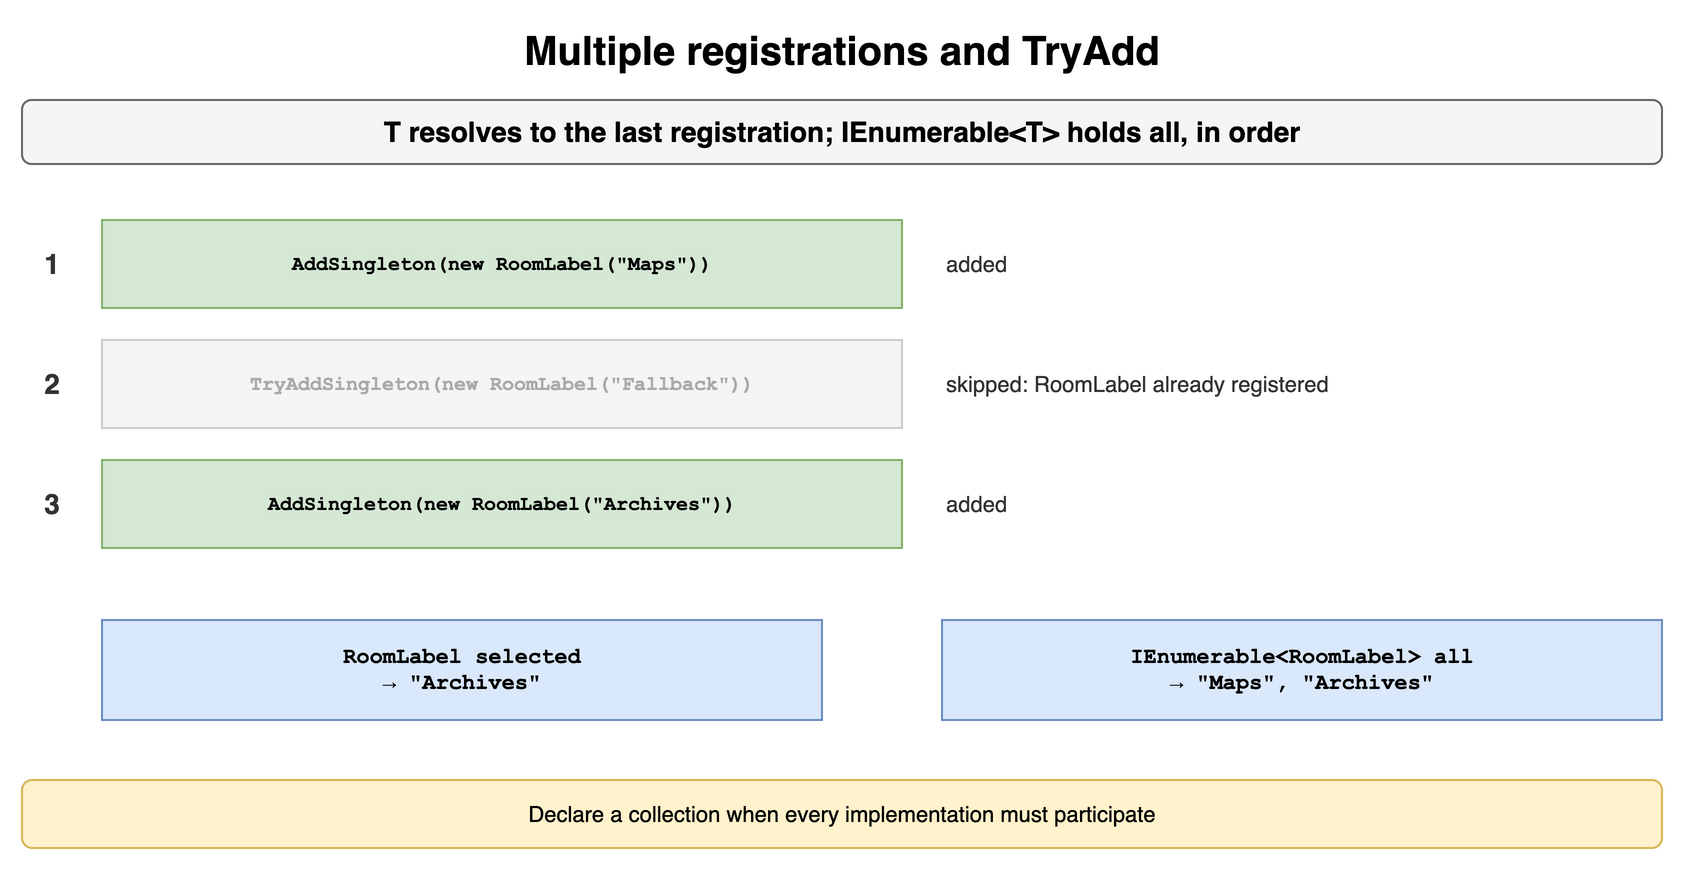 Multiple registrations and TryAdd
T resolves to the last registration; IEnumerable<T> holds all, in order
1
AddSingleton(new RoomLabel("Maps"))
added
2
TryAddSingleton(new RoomLabel("Fallback"))
skipped: RoomLabel already registered
3
AddSingleton(new RoomLabel("Archives"))
added
RoomLabel selected
→ "Archives"
IEnumerable<RoomLabel> all
→ "Maps", "Archives"
Declare a collection when every implementation must participate